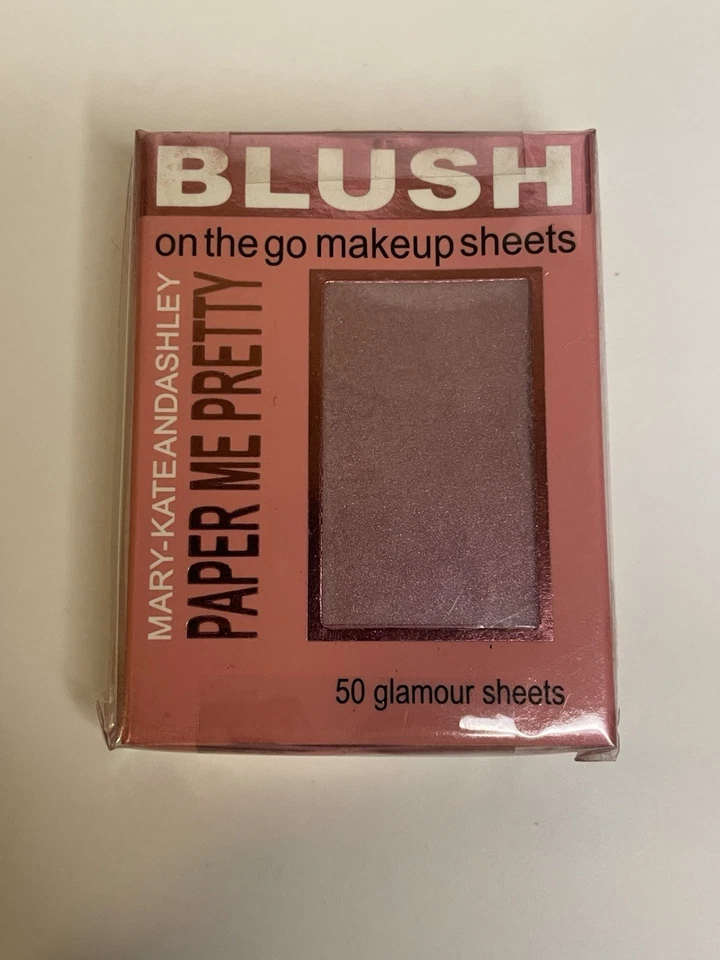 BLUSH
on the go makeup sheets
MARY-KATEANDASHLEY
PAPER ME PRETTY
50 glamour sheets